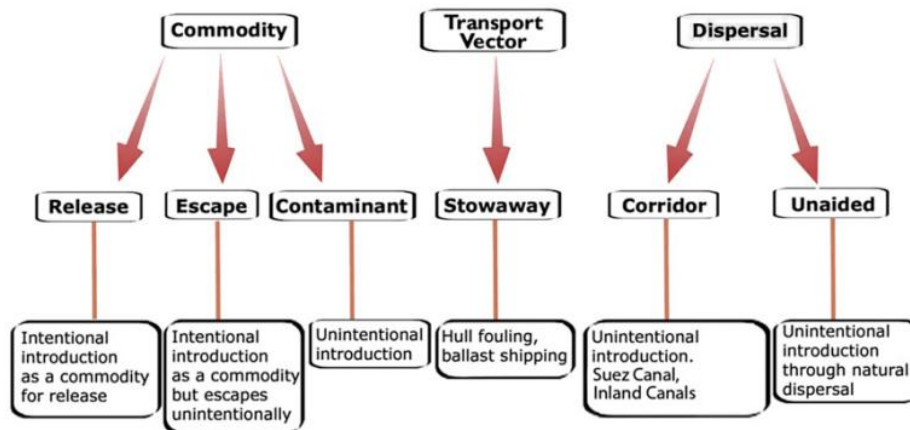 Commodity
Transport
Vector
Dispersal
Release
Escape
Contaminant
Stowaway
Corridor
Unaided
Intentional
introduction
as a commodity
for release
Intentional
introduction
as a commodity
but escapes
unintentionally
Unintentional
introduction
Hull fouling,
ballast shipping
Unintentional
introduction.
Suez Canal,
Inland Canals
Unintentional
introduction
through natural
dispersal